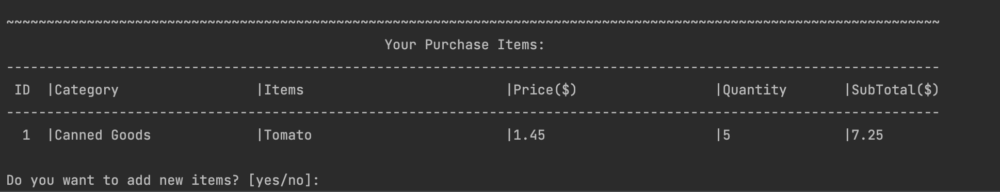 ~~~~~~~~~~~~~~~~~~~~~~~~~~~~~~~~~~~~~~~~~~~~~~~~~~~~~~~~~~~~~~~~~~~~~~~~~~~~~~~~~~~~~~~~~~~~~~~~~~~~~~~~~~~~~~~~~~~~
Your Purchase Items:
--------------------------------------------------------------------------------------------------------------------
ID |Category |Items |Price($) |Quantity |SubTotal($)
--------------------------------------------------------------------------------------------------------------------
1 |Canned Goods |Tomato |1.45 |5 |7.25
Do you want to add new items? [yes/no]: